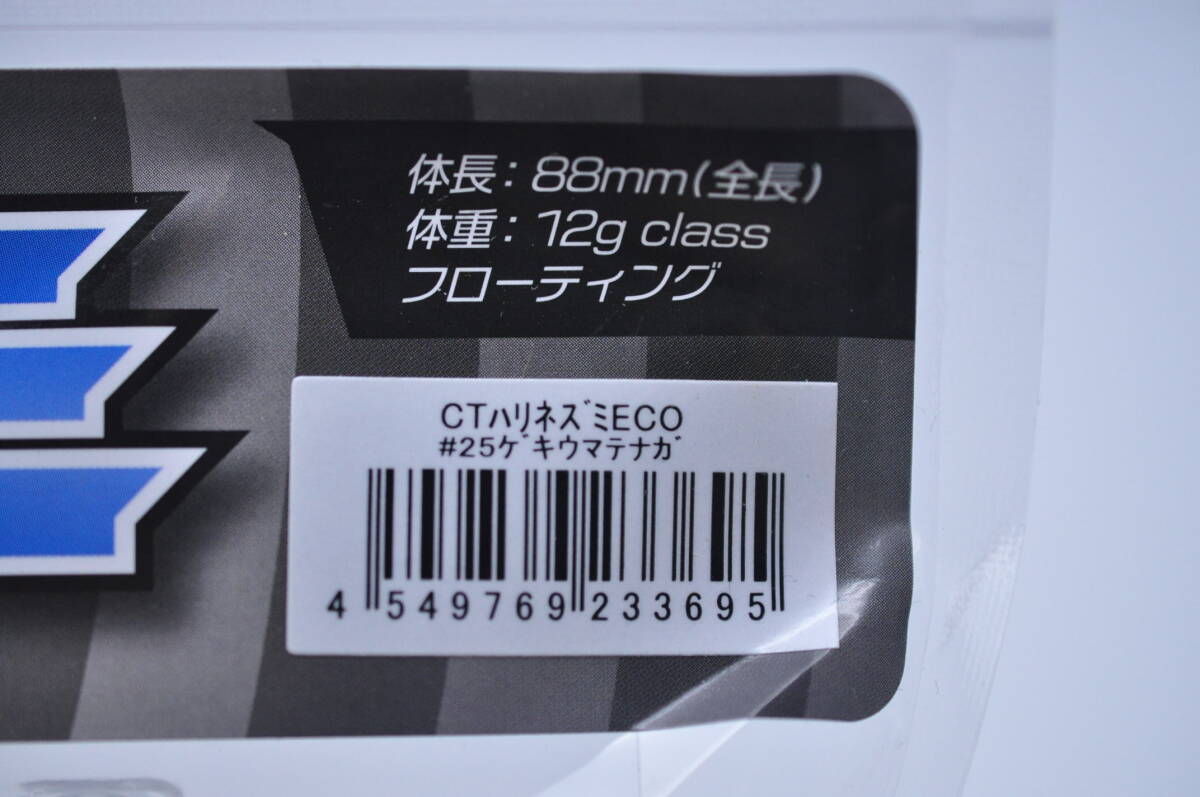 体長：88mm(全長)
体重：12g class
フローティング
CTﾊﾘﾈｽﾞﾐECO
#25ｹﾞｷｳﾏﾃﾅｶﾞ
4 549769 233695